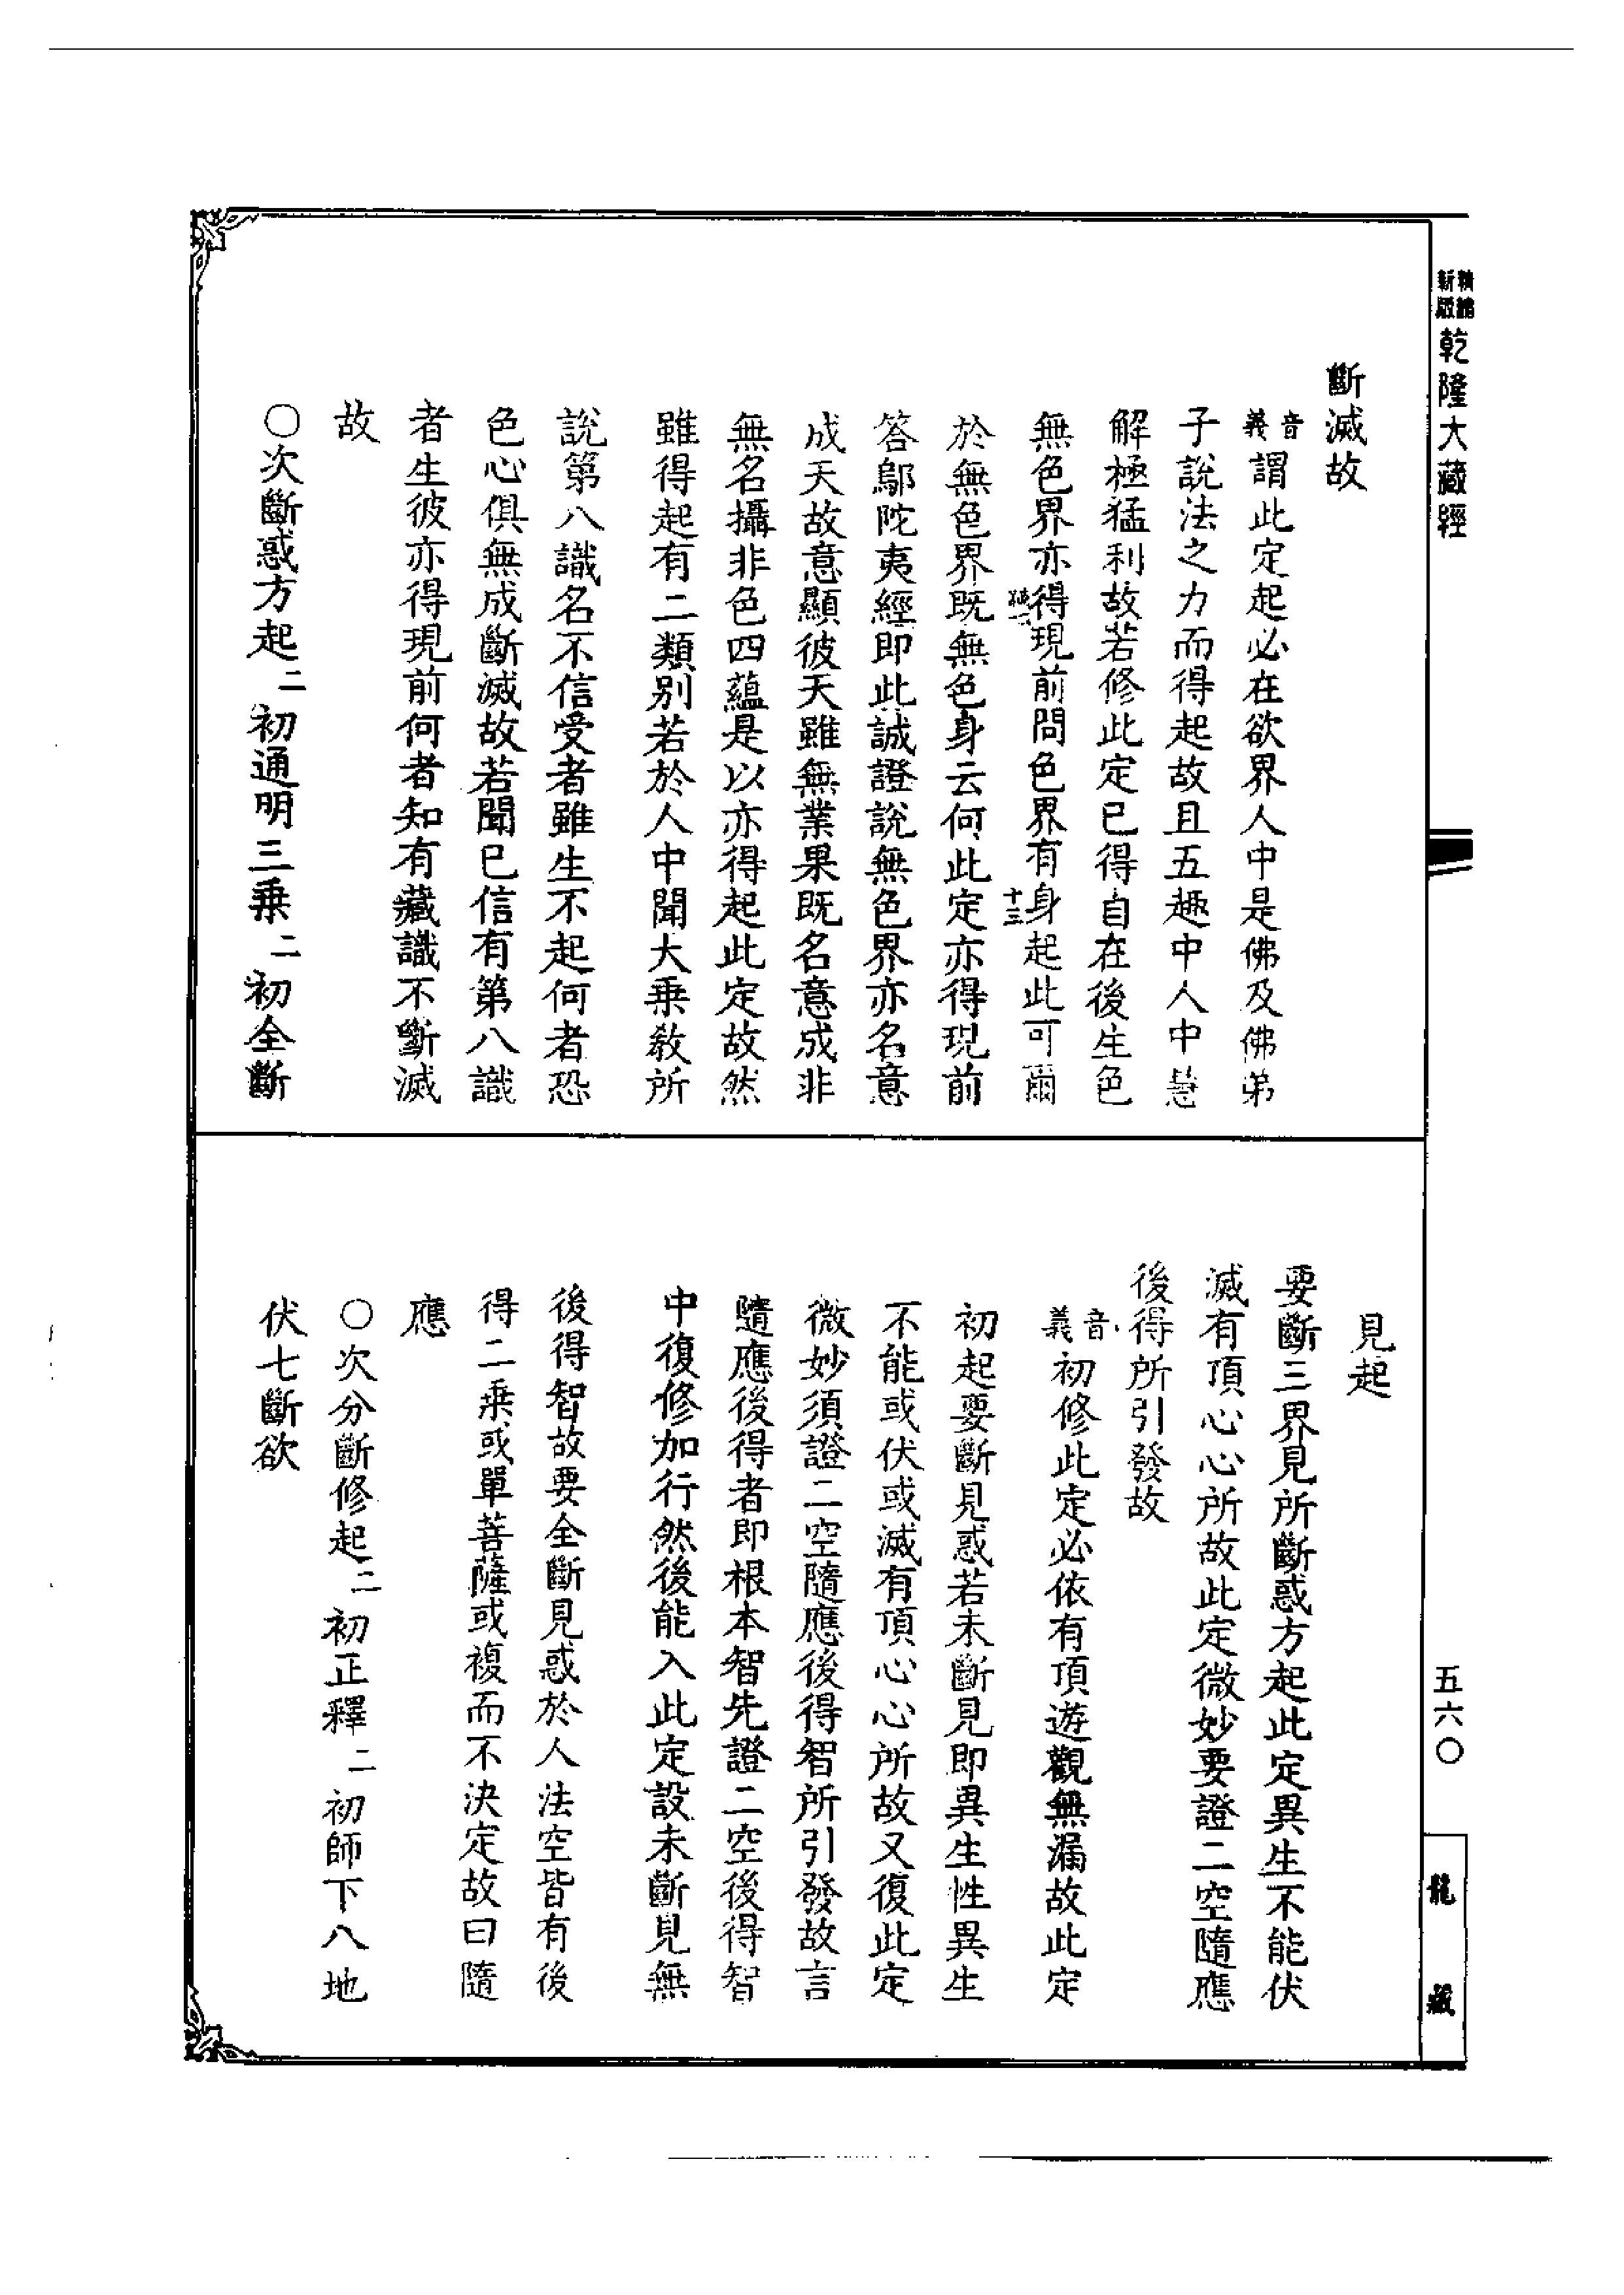 新版精縮乾隆大藏經
斷滅故
音義謂此定起必在欲界人中是佛及佛弟
子說法之力而得起故且五趣中人中慧
解極猛利故若修此定已得自在後生色
無色界亦得現前問色界有身起此可爾
十三
於無色界既無色身云何此定亦得現前
答鄔陀夷經即此誠證說無色界亦名意
成天故意顯彼天雖無業果既名意成非
無名攝非色四蘊是以亦得起此定故然
雖得起有二類別若於人中聞大乗教所
說第八識名不信受者雖生不起何者恐
色心俱無成斷滅故若聞已信有第八識
者生彼亦得現前何者知有藏識不斷滅
故
○次斷惑方起二初通明三乗二初全斷
見起
要斷三界見所斷惑方起此定異生不能伏
滅有頂心心所故此定微妙要證二空隨應
後得所引發故
音義初修此定必依有頂遊觀無漏故此定
初起要斷見惑若未斷見即異生性異生
不能或伏或滅有頂心心所故又復此定
微妙須證二空隨應後得智所引發故言
隨應後得者即根本智先證二空後得智
中復修加行然後能入此定設未斷見無
後得智故要全斷見惑於人法空皆有後
得二乗或單菩薩或複而不決定故曰隨
應
○次分斷修起二初正釋二初師下八地
伏七斷欲
五六○
龍藏